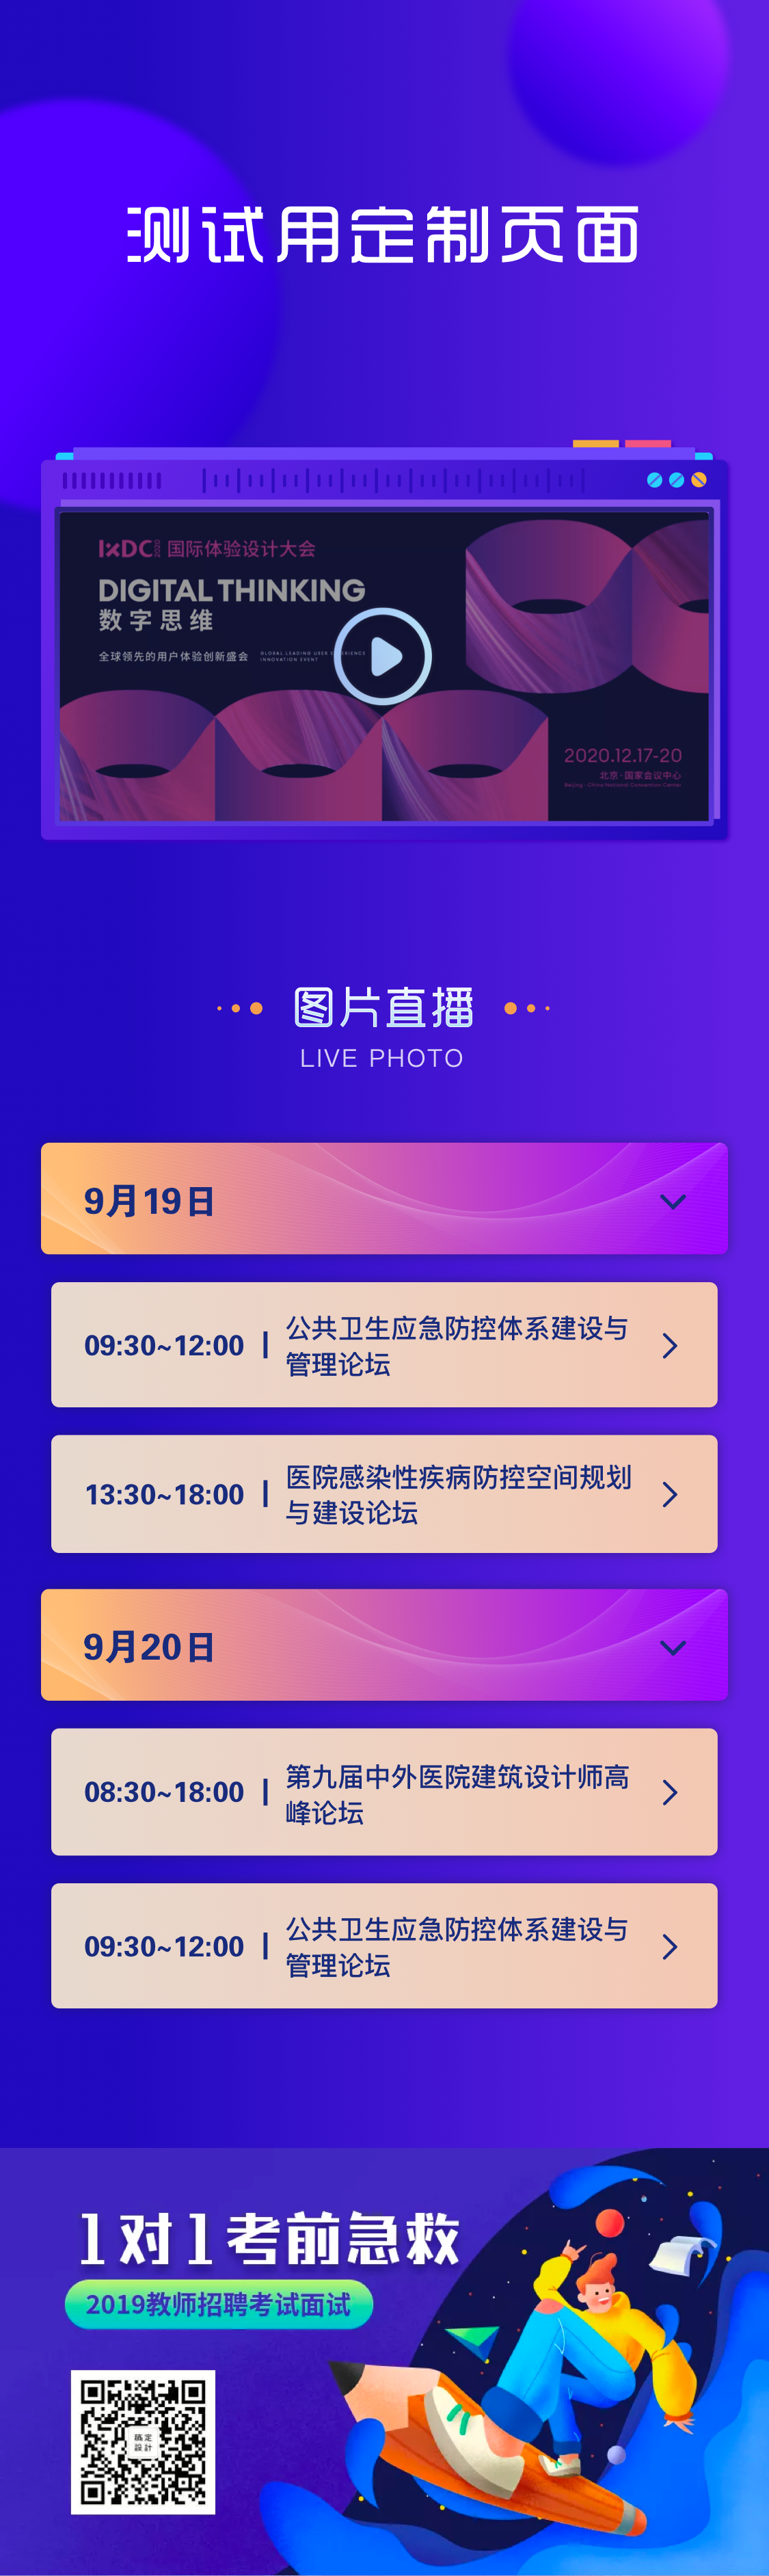 测试用定制页面
IXDC 2020 国际体验设计大会
DIGITAL THINKING
数字思维
全球领先的用户体验创新盛会
GLOBAL LEADING USER EXPERIENCE
INNOVATION EVENT
2020.12.17-20
北京·国家会议中心
Beijing · China National Convention Center
图片直播
LIVE PHOTO
9月19日
09:30~12:00 | 公共卫生应急防控体系建设与
管理论坛
13:30~18:00 | 医院感染性疾病防控空间规划
与建设论坛
9月20日
08:30~18:00 | 第九届中外医院建筑设计师高
峰论坛
09:30~12:00 | 公共卫生应急防控体系建设与
管理论坛
1对1考前急救
2019教师招聘考试面试
搞定
設計